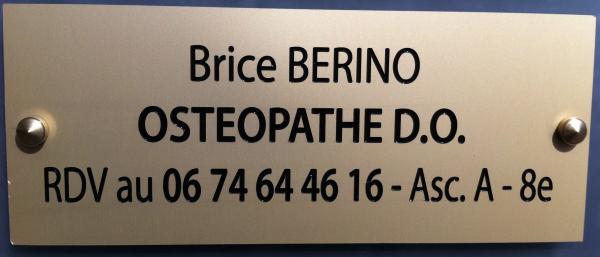 Brice BERINO
OSTEOPATHE D.O.
RDV au 06 74 64 46 16 - Asc. A - 8e